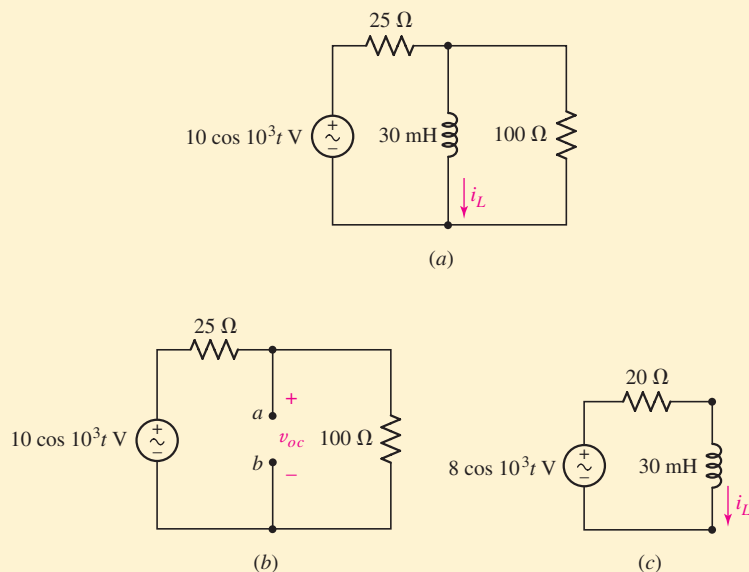 25 Ω
10 cos 10³t V
30 mH
100 Ω
i_L
(a)
25 Ω
10 cos 10³t V
a
+
v_oc
b
−
100 Ω
(b)
20 Ω
8 cos 10³t V
30 mH
i_L
(c)